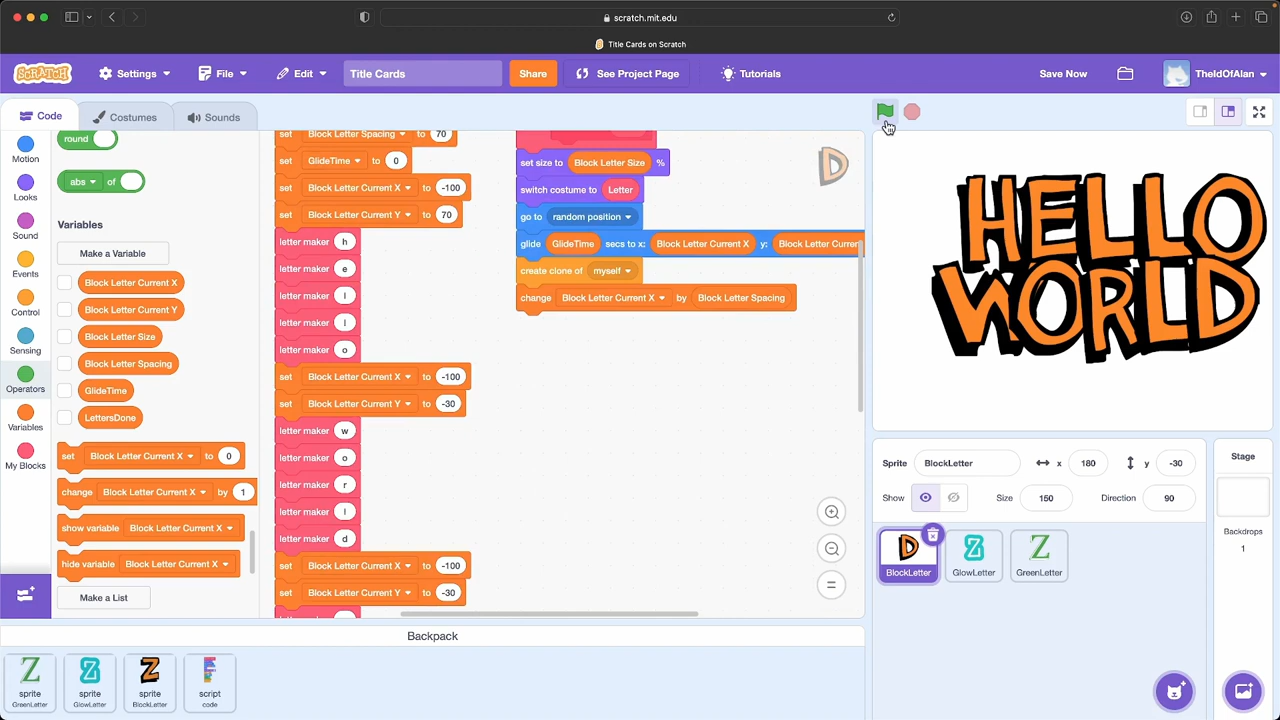 scratch.mit.edu
Title Cards on Scratch
SCRATCH
Settings
File
Edit
Title Cards
Share
See Project Page
Tutorials
Save Now
TheIdOfAlan
Code
Costumes
Sounds
Motion
Looks
Sound
Events
Control
Sensing
Operators
Variables
My Blocks
round
abs of
Variables
Make a Variable
Block Letter Current X
Block Letter Current Y
Block Letter Size
Block Letter Spacing
GlideTime
LettersDone
set Block Letter Current X to 0
change Block Letter Current X by 1
show variable Block Letter Current X
hide variable Block Letter Current X
Make a List
set Block Letter Spacing to 70
set GlideTime to 0
set Block Letter Current X to -100
set Block Letter Current Y to 70
letter maker h
letter maker e
letter maker l
letter maker l
letter maker o
set Block Letter Current X to -100
set Block Letter Current Y to -30
letter maker w
letter maker o
letter maker r
letter maker l
letter maker d
set Block Letter Current X to -100
set Block Letter Current Y to -30
set size to Block Letter Size %
switch costume to Letter
go to random position
glide GlideTime secs to x: Block Letter Current X y: Block Letter Curren
create clone of myself
change Block Letter Current X by Block Letter Spacing
D
HELLO
WORLD
Sprite BlockLetter x 180 y -30
Show Size 150 Direction 90
D
BlockLetter
Z
GlowLetter
Z
GreenLetter
Stage
Backdrops
1
Backpack
Z
sprite
GreenLetter
Z
sprite
GlowLetter
Z
sprite
BlockLetter
script
code